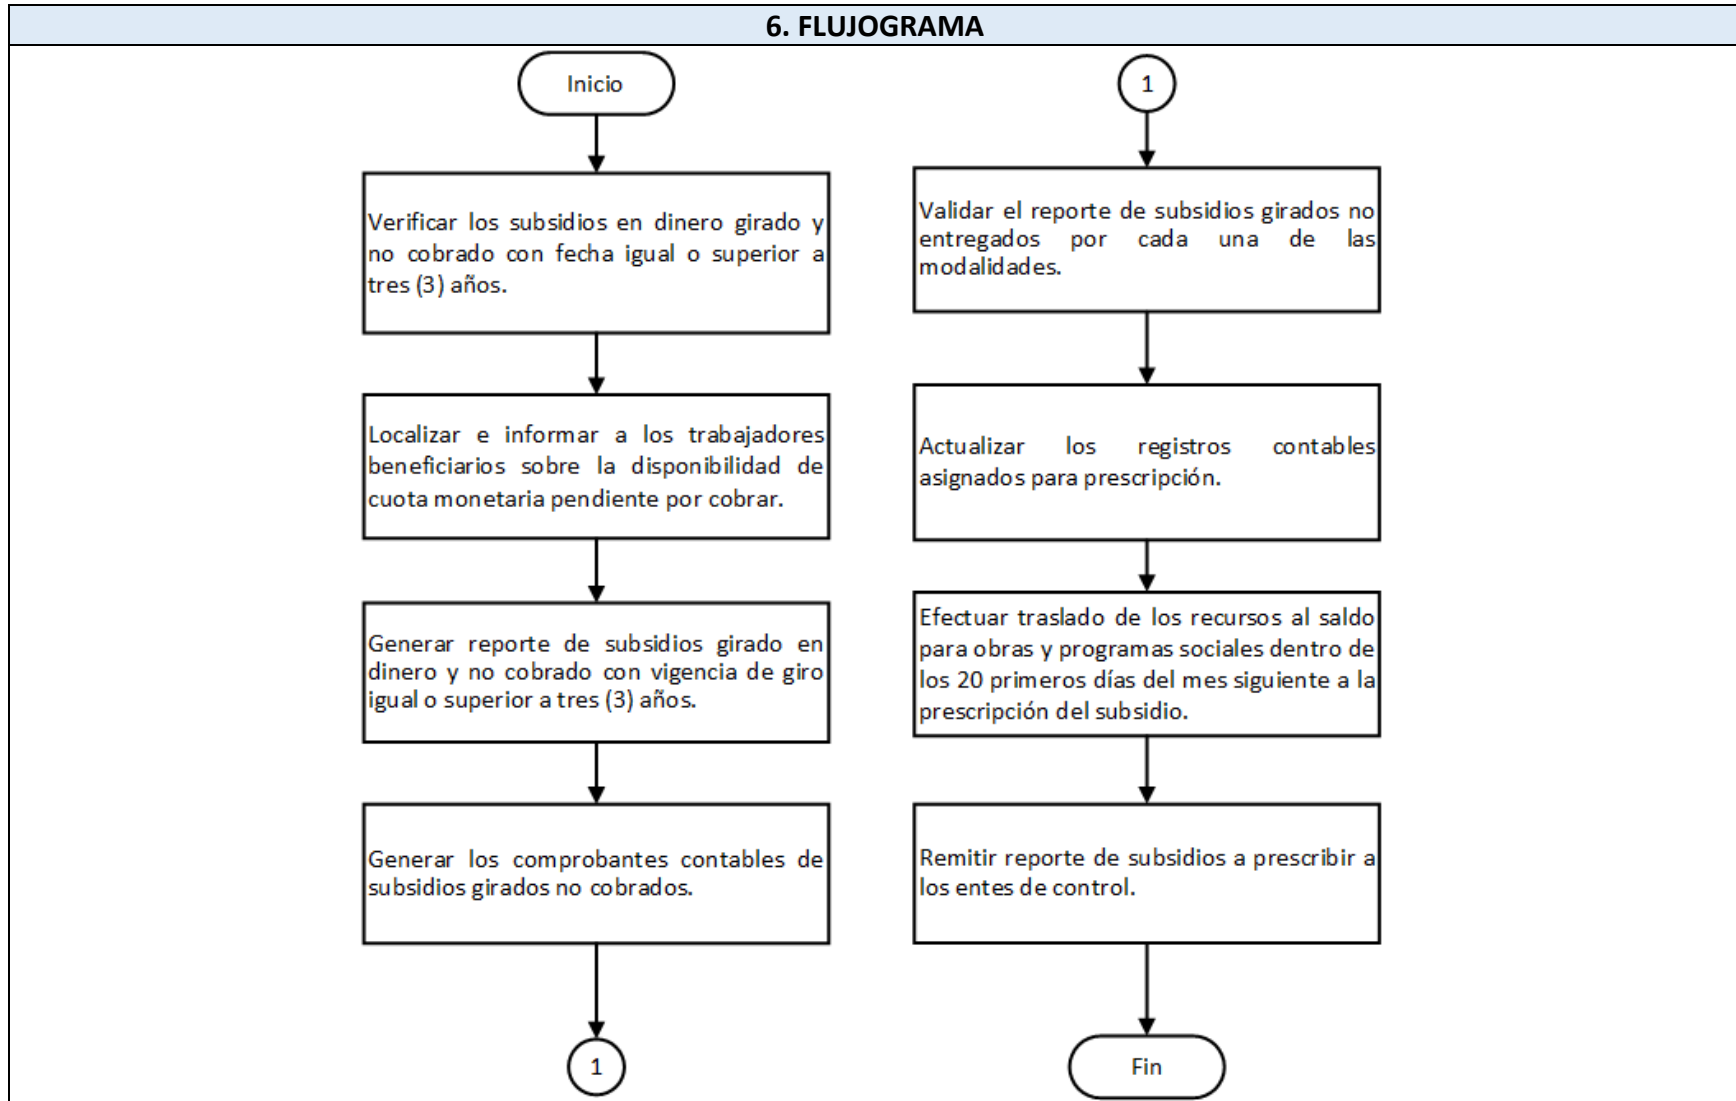 6. FLUJOGRAMA
Inicio
Verificar los subsidios en dinero girado y
no cobrado con fecha igual o superior a
tres (3) años.
Localizar e informar a los trabajadores
beneficiarios sobre la disponibilidad de
cuota monetaria pendiente por cobrar.
Generar reporte de subsidios girado en
dinero y no cobrado con vigencia de giro
igual o superior a tres (3) años.
Generar los comprobantes contables de
subsidios girados no cobrados.
1
1
Validar el reporte de subsidios girados no
entregados por cada una de las
modalidades.
Actualizar los registros contables
asignados para prescripción.
Efectuar traslado de los recursos al saldo
para obras y programas sociales dentro de
los 20 primeros días del mes siguiente a la
prescripción del subsidio.
Remitir reporte de subsidios a prescribir a
los entes de control.
Fin